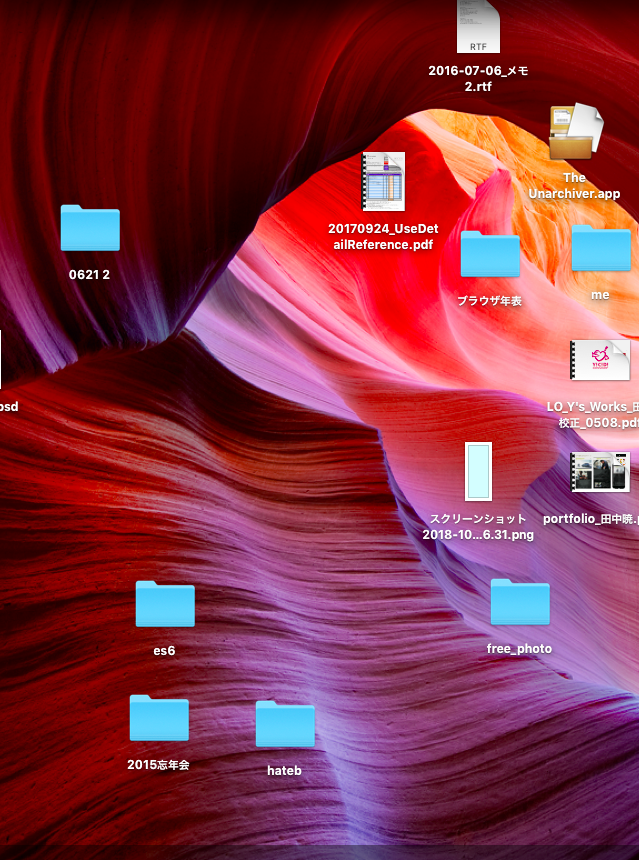 RTF
2016-07-06_メモ
2.rtf
The
Unarchiver.app
20170924_UseDet
ailReference.pdf
0621 2
ブラウザ年表
me
psd
LO_Y's_Works_田
校正_0508.pdf
スクリーンショット
2018-10...6.31.png
portfolio_田中暁.p
es6
free_photo
2015忘年会
hateb